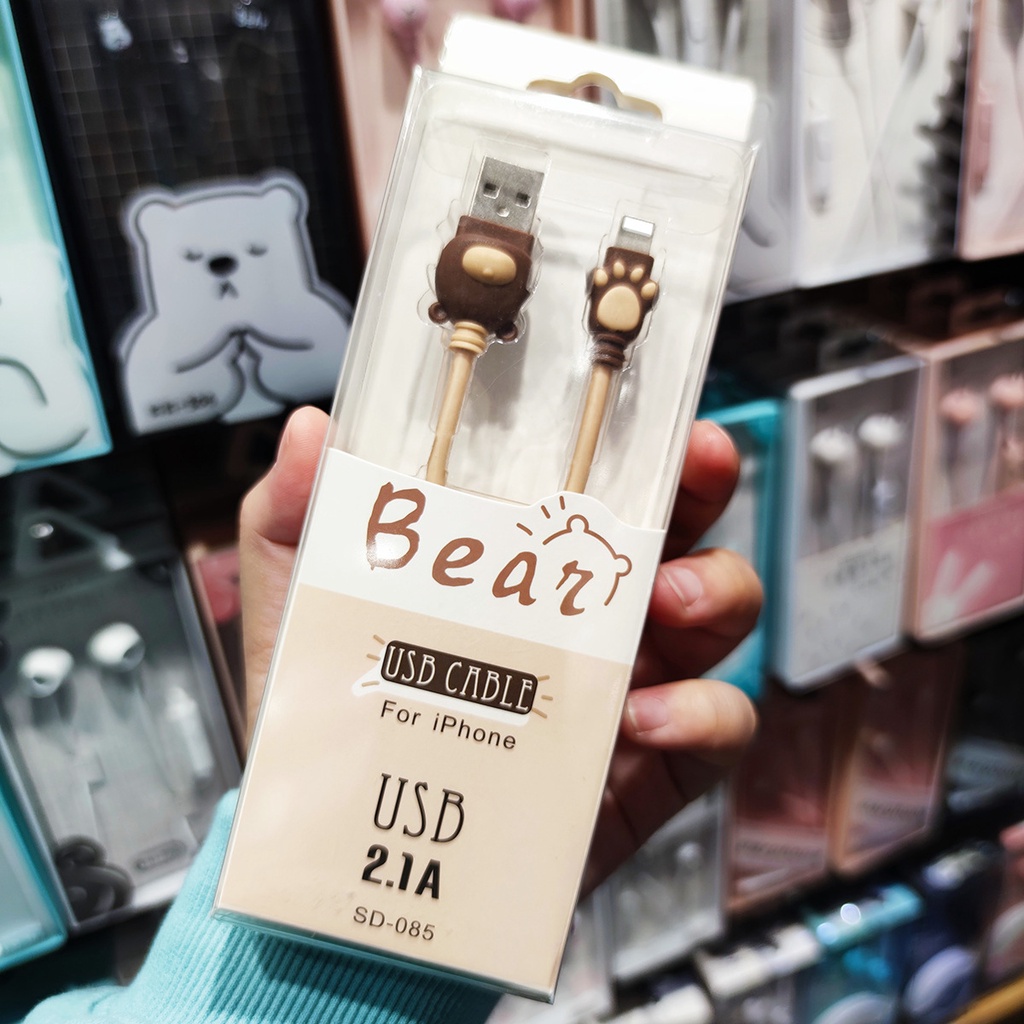 Bear
USB CABLE
For iPhone
USB
2.1A
SD-085